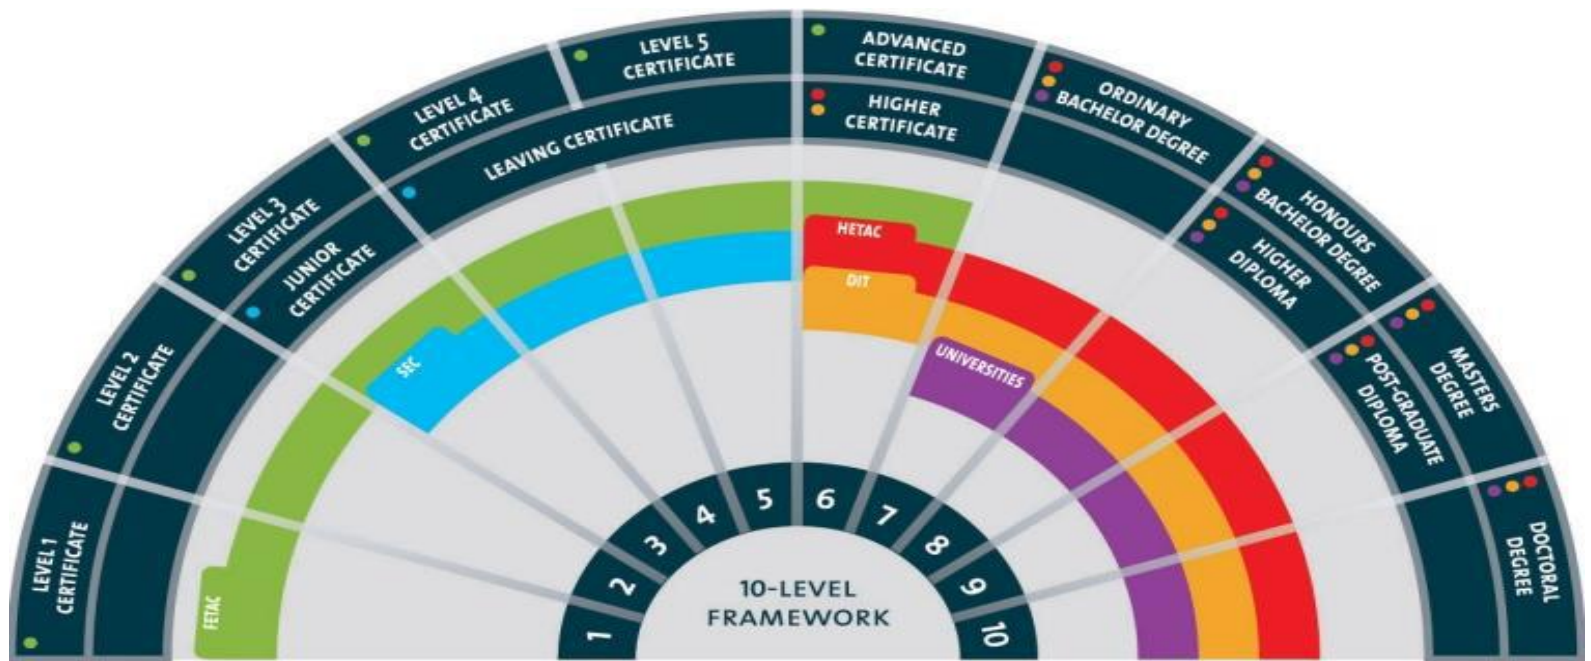 LEVEL 1
CERTIFICATE
LEVEL 2
CERTIFICATE
LEVEL 3
CERTIFICATE
JUNIOR
CERTIFICATE
LEVEL 4
CERTIFICATE
LEVEL 5
CERTIFICATE
LEAVING CERTIFICATE
ADVANCED
CERTIFICATE
HIGHER
CERTIFICATE
ORDINARY
BACHELOR DEGREE
HONOURS
BACHELOR DEGREE
HIGHER
DIPLOMA
MASTERS
DEGREE
POST-GRADUATE
DIPLOMA
DOCTORAL
DEGREE
FETAC
SEC
HETAC
DIT
UNIVERSITIES
1
2
3
4
5
6
7
8
9
10
10-LEVEL
FRAMEWORK